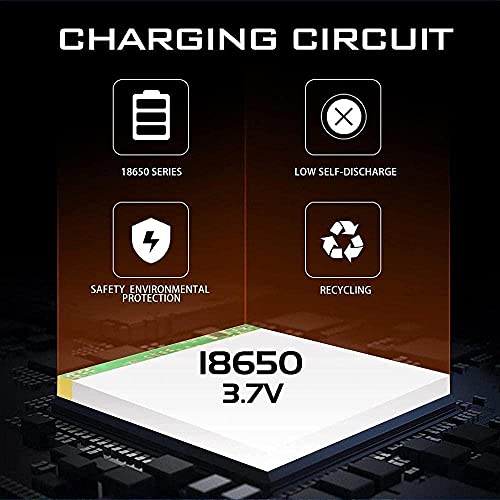 CHARGING CIRCUIT
18650 SERIES
LOW SELF-DISCHARGE
SAFETY ENVIRONMENTAL
PROTECTION
RECYCLING
18650
3.7V